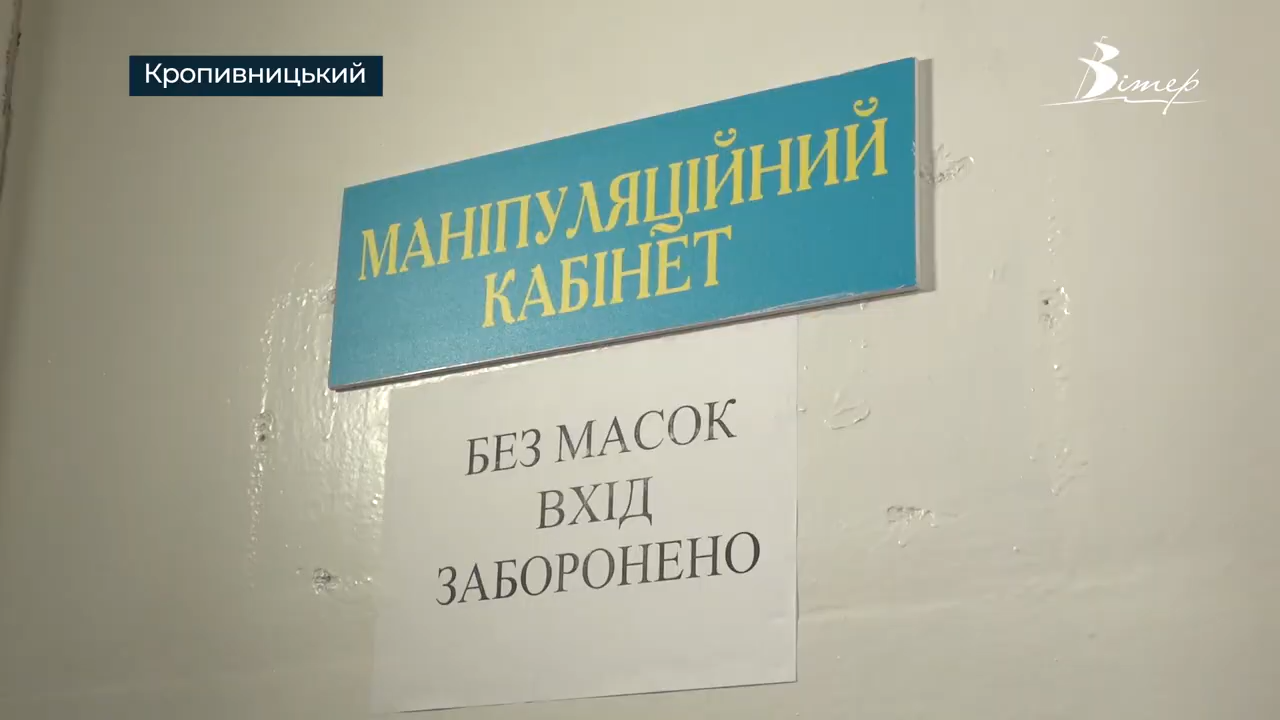 Кропивницький
Вітер
МАНІПУЛЯЦІЙНИЙ
КАБІНЕТ
БЕЗ МАСОК
ВХІД
ЗАБОРОНЕНО